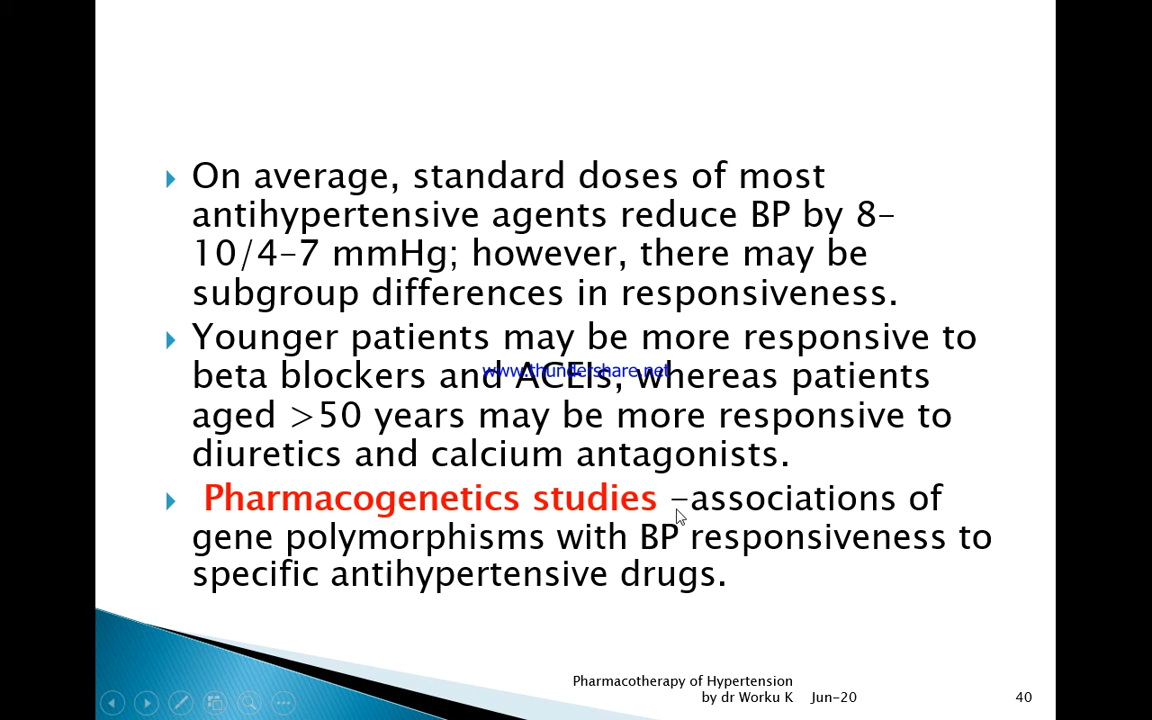 On average, standard doses of most
antihypertensive agents reduce BP by 8-
10/4-7 mmHg; however, there may be
subgroup differences in responsiveness.
Younger patients may be more responsive to
beta blockers and ACEIs, whereas patients
www.thundershare.net
aged >50 years may be more responsive to
diuretics and calcium antagonists.
Pharmacogenetics studies -associations of
gene polymorphisms with BP responsiveness to
specific antihypertensive drugs.
Pharmacotherapy of Hypertension
by dr Worku K Jun-20 40